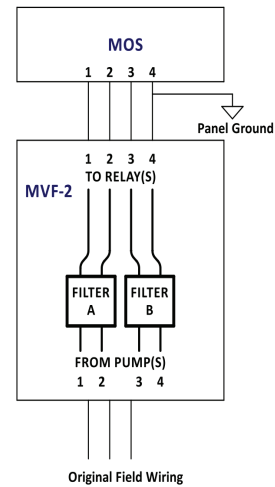 MOS
1 2 3 4
Panel Ground
1 2 3 4
TO RELAY(S)
MVF-2
FILTER A
FILTER B
FROM PUMP(S)
1 2 3 4
Original Field Wiring